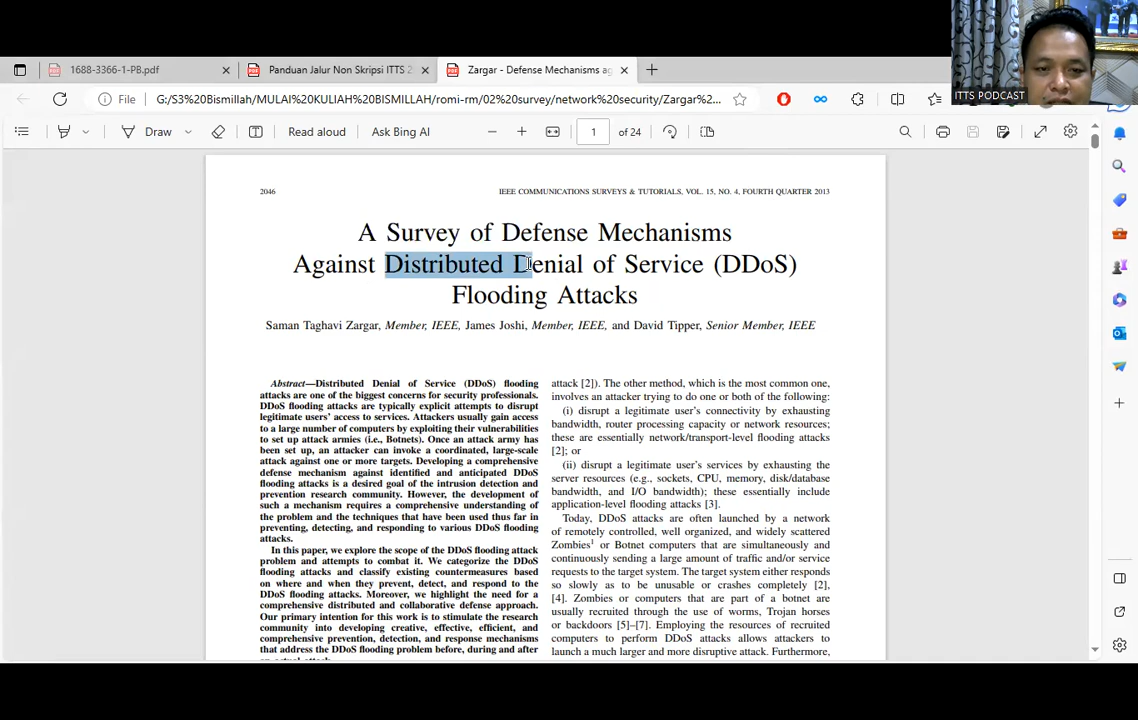 1688-3366-1-PB.pdf
Panduan Jalur Non Skripsi ITTS 2
Zargar - Defense Mechanisms ag
ITTS PODCAST
File
G:/S3%20Bismillah/MULAI%20KULIAH%20BISMILLAH/romi-rm/02%20survey/network%20security/Zargar%2...
Draw
Read aloud
Ask Bing AI
1
of 24
2046
IEEE COMMUNICATIONS SURVEYS & TUTORIALS, VOL. 15, NO. 4, FOURTH QUARTER 2013
A Survey of Defense Mechanisms
Against Distributed Denial of Service (DDoS)
Flooding Attacks
Saman Taghavi Zargar, Member, IEEE, James Joshi, Member, IEEE, and David Tipper, Senior Member, IEEE
Abstract—Distributed Denial of Service (DDoS) flooding
attacks are one of the biggest concerns for security professionals.
DDoS flooding attacks are typically explicit attempts to disrupt
legitimate users' access to services. Attackers usually gain access
to a large number of computers by exploiting their vulnerabilities
to set up attack armies (i.e., Botnets). Once an attack army has
been set up, an attacker can invoke a coordinated, large-scale
attack against one or more targets. Developing a comprehensive
defense mechanism against identified and anticipated DDoS
flooding attacks is a desired goal of the intrusion detection and
prevention research community. However, the development of
such a mechanism requires a comprehensive understanding of
the problem and the techniques that have been used thus far in
preventing, detecting, and responding to various DDoS flooding
attacks.
In this paper, we explore the scope of the DDoS flooding attack
problem and attempts to combat it. We categorize the DDoS
flooding attacks and classify existing countermeasures based
on where and when they prevent, detect, and respond to the
DDoS flooding attacks. Moreover, we highlight the need for a
comprehensive distributed and collaborative defense approach.
Our primary intention for this work is to stimulate the research
community into developing creative, effective, efficient, and
comprehensive prevention, detection, and response mechanisms
that address the DDoS flooding problem before, during and after
an actual attack.
attack [2]). The other method, which is the most common one,
involves an attacker trying to do one or both of the following:
(i) disrupt a legitimate user's connectivity by exhausting
bandwidth, router processing capacity or network resources;
these are essentially network/transport-level flooding attacks
[2]; or
(ii) disrupt a legitimate user's services by exhausting the
server resources (e.g., sockets, CPU, memory, disk/database
bandwidth, and I/O bandwidth); these essentially include
application-level flooding attacks [3].
Today, DDoS attacks are often launched by a network
of remotely controlled, well organized, and widely scattered
Zombies1 or Botnet computers that are simultaneously and
continuously sending a large amount of traffic and/or service
requests to the target system. The target system either responds
so slowly as to be unusable or crashes completely [2],
[4]. Zombies or computers that are part of a botnet are
usually recruited through the use of worms, Trojan horses
or backdoors [5]–[7]. Employing the resources of recruited
computers to perform DDoS attacks allows attackers to
launch a much larger and more disruptive attack. Furthermore,